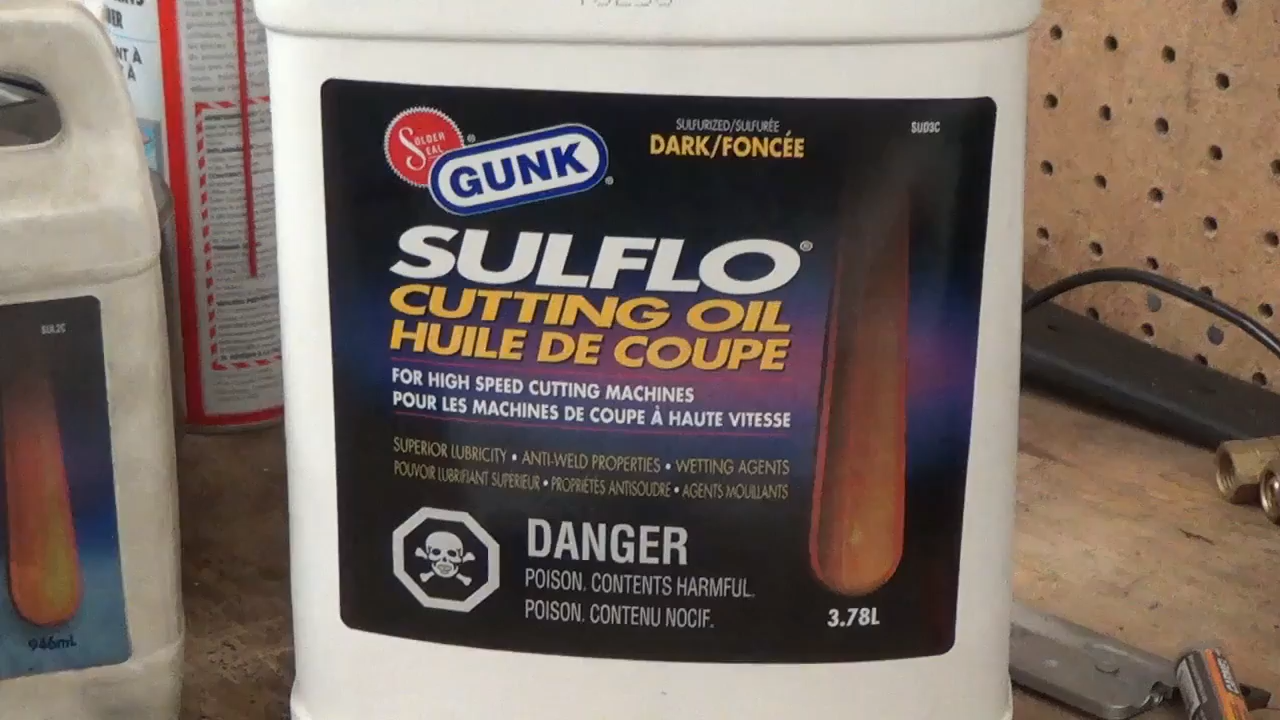 SOLDER
SEAL
GUNK
SULFURIZED/SULFURÉE
DARK/FONCÉE
SUD3C
SULFLO®
CUTTING OIL
HUILE DE COUPE
FOR HIGH SPEED CUTTING MACHINES
POUR LES MACHINES DE COUPE À HAUTE VITESSE
SUPERIOR LUBRICITY • ANTI-WELD PROPERTIES • WETTING AGENTS
POUVOIR LUBRIFIANT SUPERIEUR • PROPRIÉTÉS ANTISOUDRE • AGENTS MOUILLANTS
DANGER
POISON. CONTENTS HARMFUL.
POISON. CONTENU NOCIF.
3.78L
SUL2C
946mL